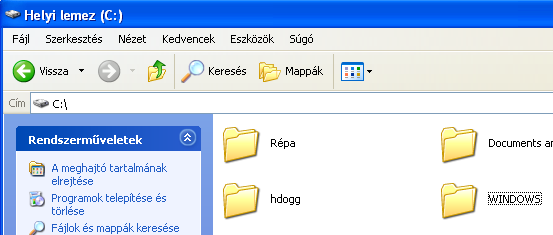 Helyi lemez (C:)
Fájl Szerkesztés Nézet Kedvencek Eszközök Súgó
Vissza Keresés Mappák
Cím C:\
Rendszerműveletek
A meghajtó tartalmának
elrejtése
Programok telepítése és
törlése
Fájlok és mappák keresése
Répa Documents an
hdogg WINDOWS